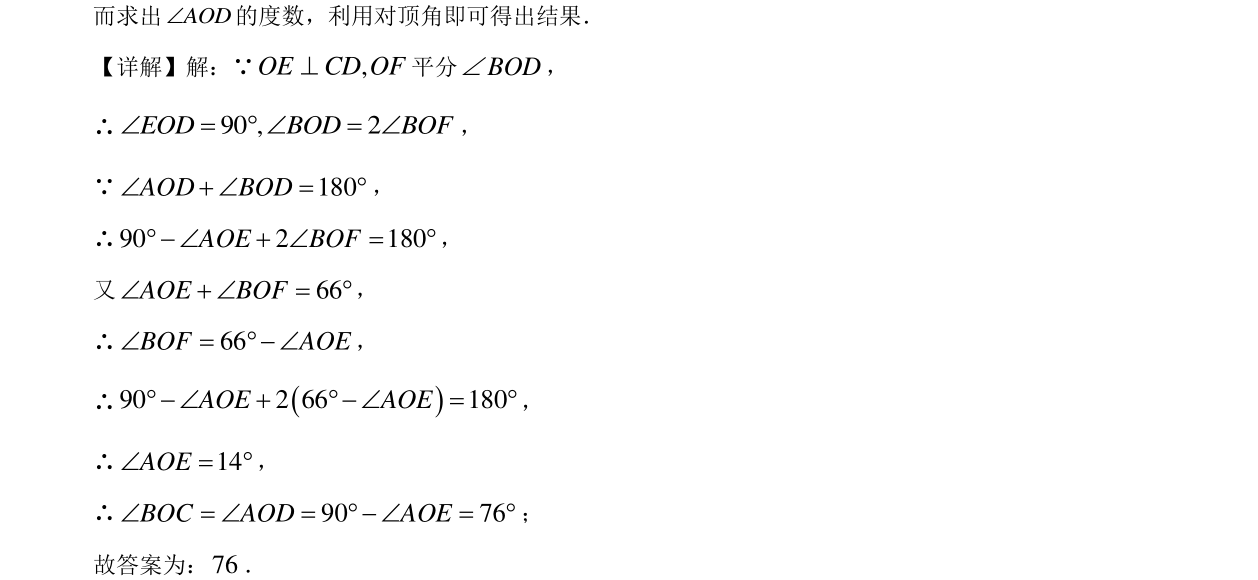 而求出∠AOD的度数，利用对顶角即可得出结果．
【详解】解：∵OE⊥CD,OF平分∠BOD，
∴∠EOD=90°,∠BOD=2∠BOF，
∵∠AOD+∠BOD=180°，
∴90°−∠AOE+2∠BOF=180°，
又∠AOE+∠BOF=66°，
∴∠BOF=66°−∠AOE，
∴90°−∠AOE+2(66°−∠AOE)=180°，
∴∠AOE=14°，
∴∠BOC=∠AOD=90°−∠AOE=76°；
故答案为：76．